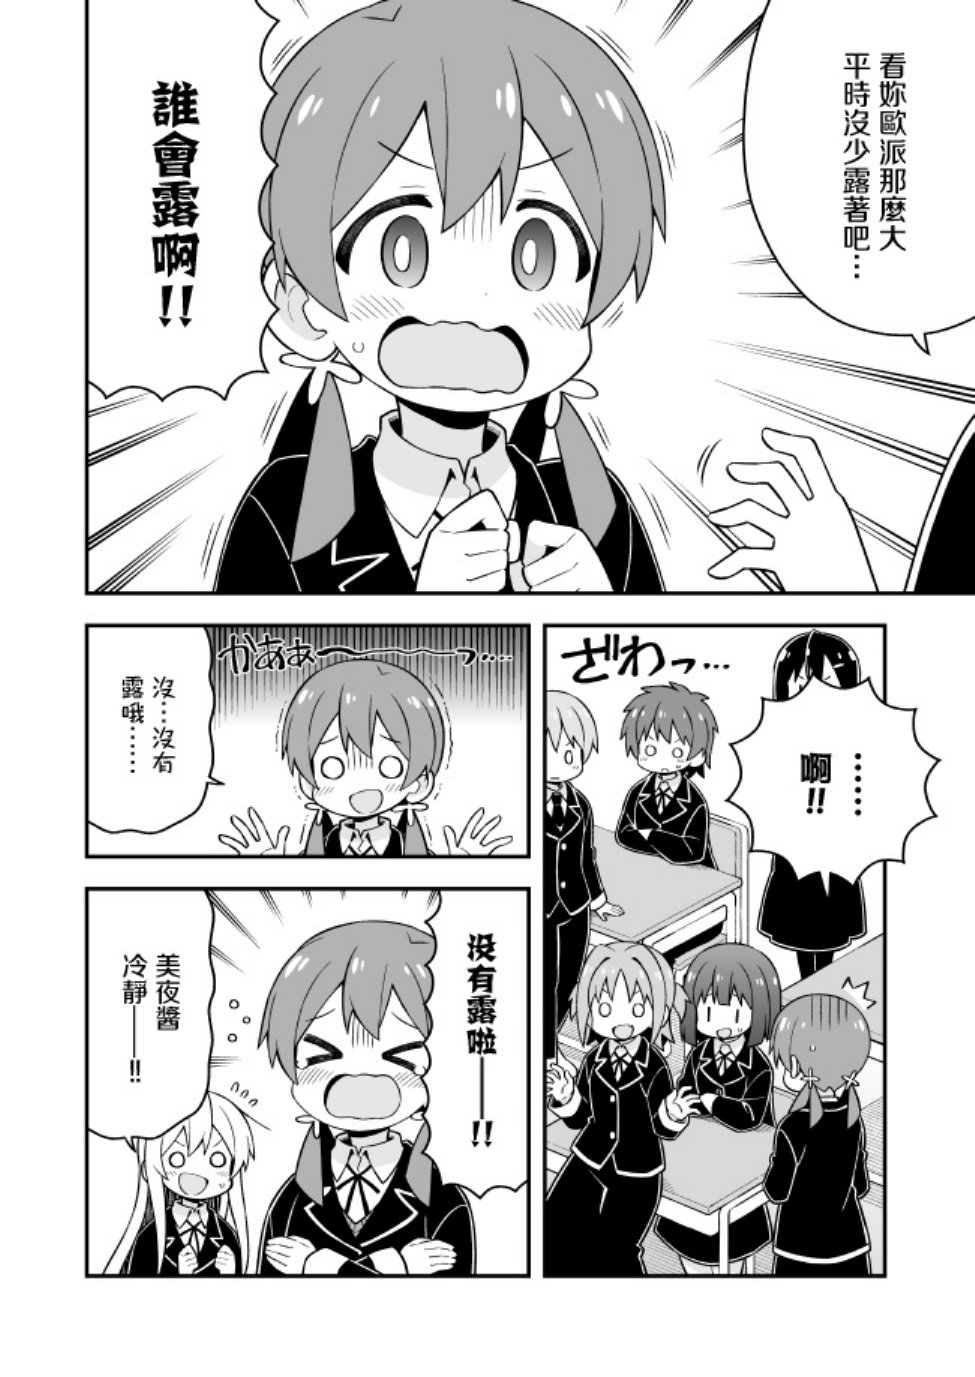 看妳歐派那麼大
平時沒少露著吧…
誰會露啊!!
ざわっ…
……
啊!!
かあぁ〜〜っ‥‥
沒…沒有
露哦……
沒有露啦——!!
美夜醬
冷靜——!!